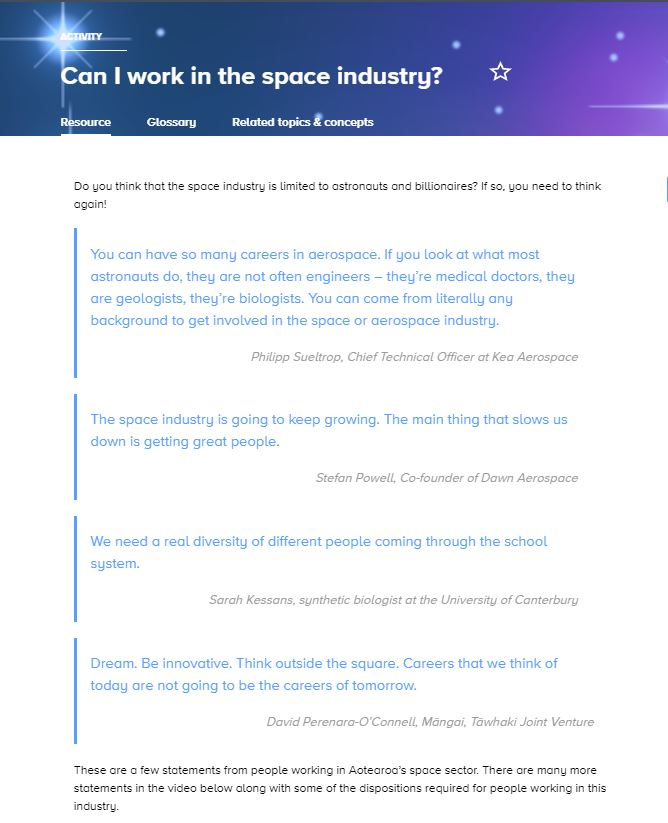 ACTIVITY
Can I work in the space industry?
Resource Glossary Related topics & concepts
Do you think that the space industry is limited to astronauts and billionaires? If so, you need to think
again!
You can have so many careers in aerospace. If you look at what most
astronauts do, they are not often engineers – they're medical doctors, they
are geologists, they're biologists. You can come from literally any
background to get involved in the space or aerospace industry.
Philipp Sueltrop, Chief Technical Officer at Kea Aerospace
The space industry is going to keep growing. The main thing that slows us
down is getting great people.
Stefan Powell, Co-founder of Dawn Aerospace
We need a real diversity of different people coming through the school
system.
Sarah Kessans, synthetic biologist at the University of Canterbury
Dream. Be innovative. Think outside the square. Careers that we think of
today are not going to be the careers of tomorrow.
David Perenara-O'Connell, Māngai, Tāwhaki Joint Venture
These are a few statements from people working in Aotearoa's space sector. There are many more
statements in the video below along with some of the dispositions required for people working in this
industry.